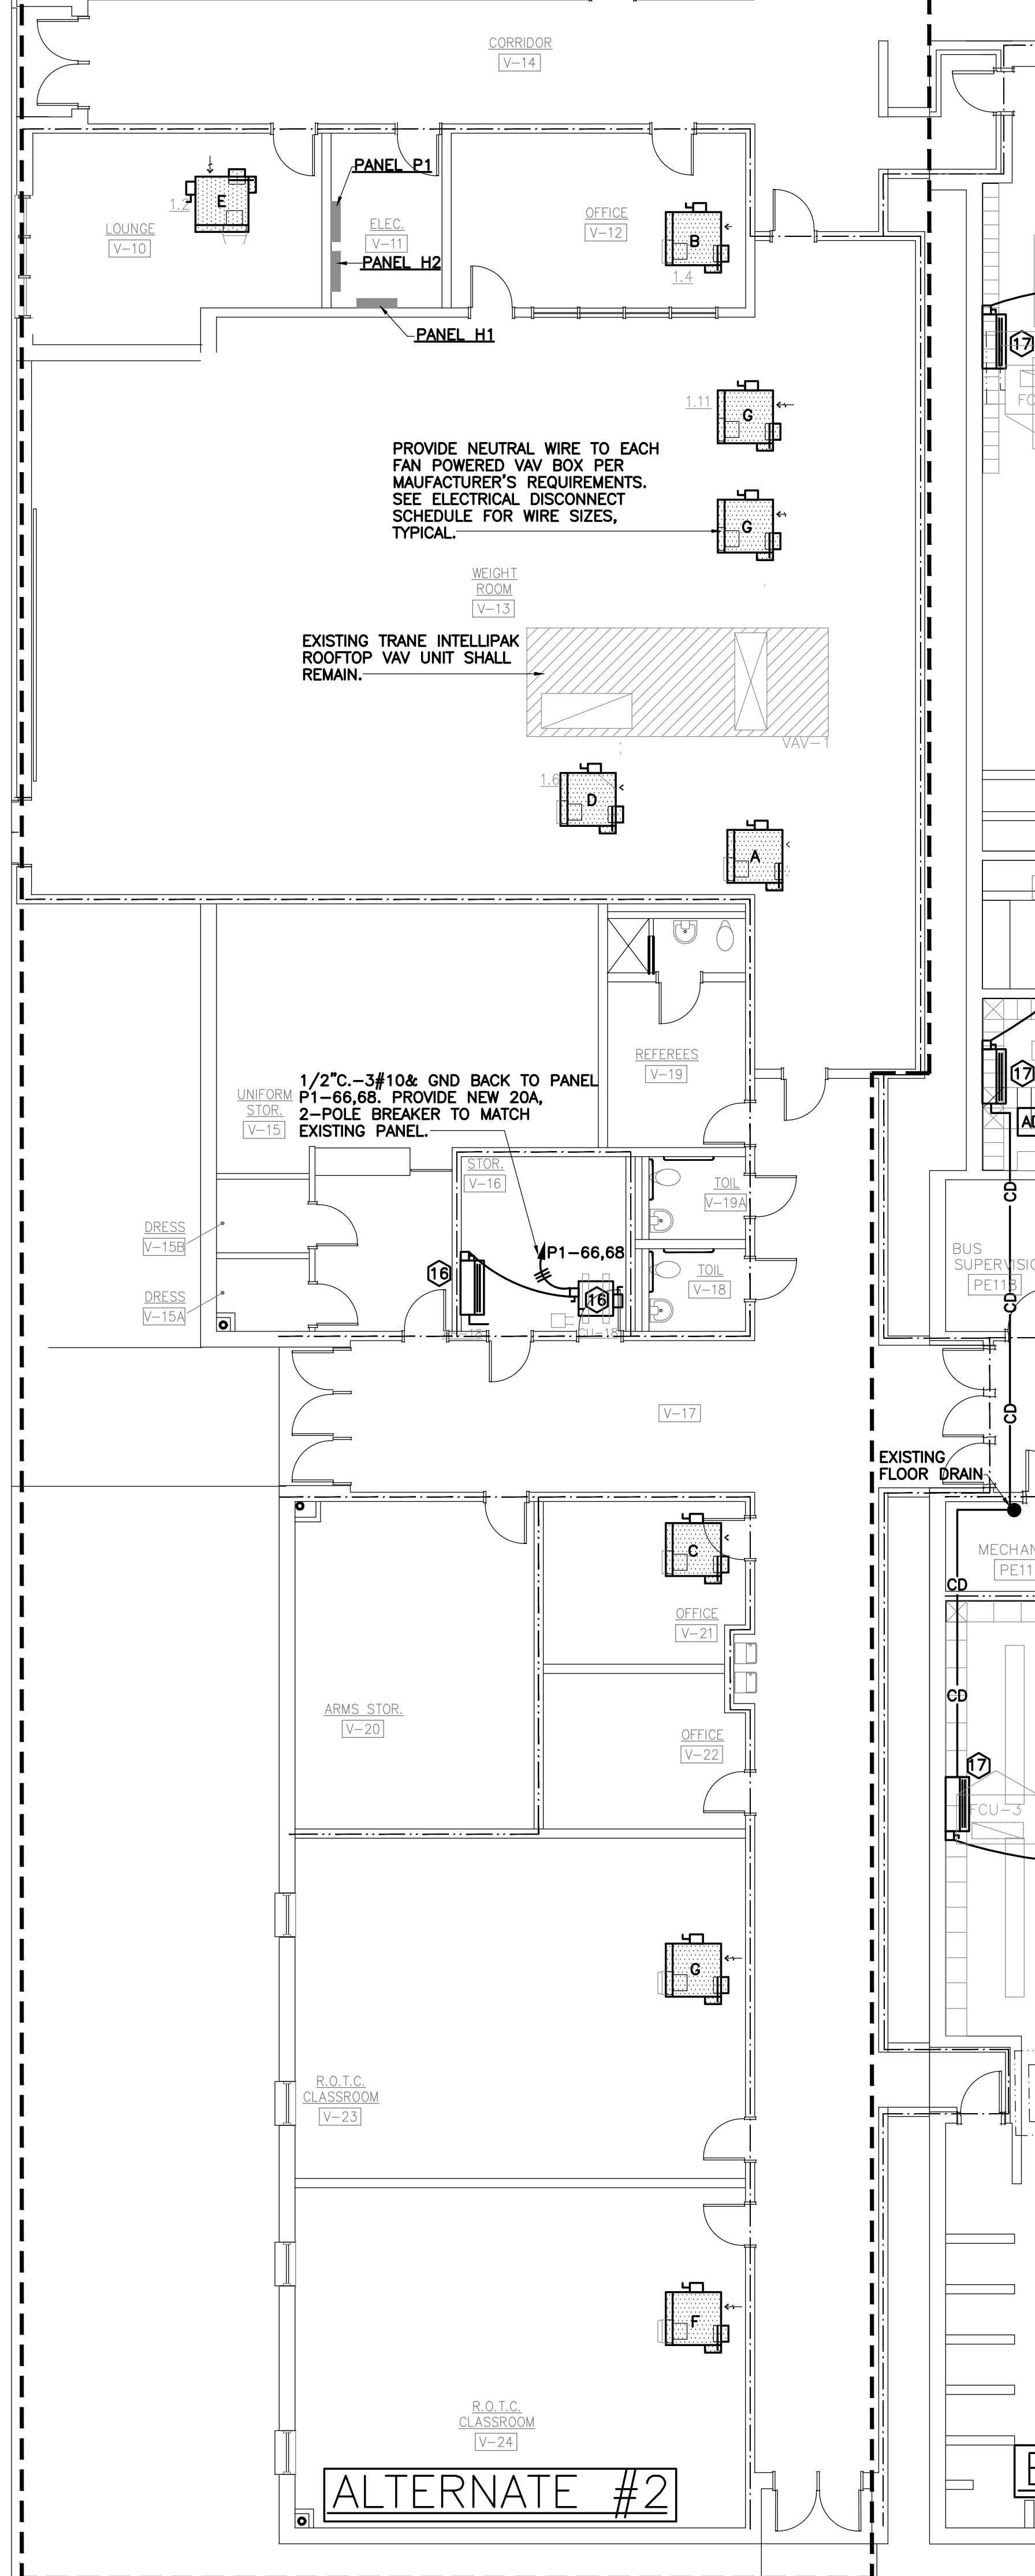 CORRIDOR
V-14
PANEL P1
E
1.2
LOUNGE
V-10
ELEC.
V-11
OFFICE
V-12
B
1.4
PANEL H2
PANEL H1
17
1.11
G
PROVIDE NEUTRAL WIRE TO EACH
FAN POWERED VAV BOX PER
MAUFACTURER'S REQUIREMENTS.
SEE ELECTRICAL DISCONNECT
SCHEDULE FOR WIRE SIZES,
TYPICAL.
G
WEIGHT
ROOM
V-13
EXISTING TRANE INTELLIPAK
ROOFTOP VAV UNIT SHALL
REMAIN.
VAV-1
1.6
D
A
REFEREES
V-19
17
1/2"C.-3#10& GND BACK TO PANEL
P1-66,68. PROVIDE NEW 20A,
2-POLE BREAKER TO MATCH
EXISTING PANEL.
UNIFORM
STOR.
V-15
STOR.
V-16
TOIL
V-19A
CD
DRESS
V-15B
P1-66,68
BUS
PE11B
16
TOIL
V-18
16
DRESS
V-15A
CD
V-17
CD
EXISTING
FLOOR DRAIN
C
CD
OFFICE
V-21
CD
ARMS STOR.
V-20
OFFICE
V-22
17
FCU-3
G
R.O.T.C.
CLASSROOM
V-23
F
R.O.T.C.
CLASSROOM
V-24
ALTERNATE #2